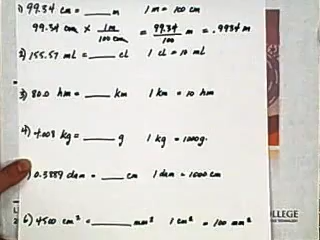 1) 99.34 cm = ____ m 1 m = 100 cm
99.34 cm × 1m/100 cm = 99.34/100 m = .9934 m
2) 155.57 ml = ____ cl 1 cl = 10 ml
3) 80.0 hm = ____ km 1 km = 10 hm
4) 4.008 kg = ____ g 1 kg = 1000g.
) 0.3889 dam = ____ cm 1 dam = 1000 cm
6) 4500 cm² = ____ mm² 1 cm² = 100 mm²
LLEGE